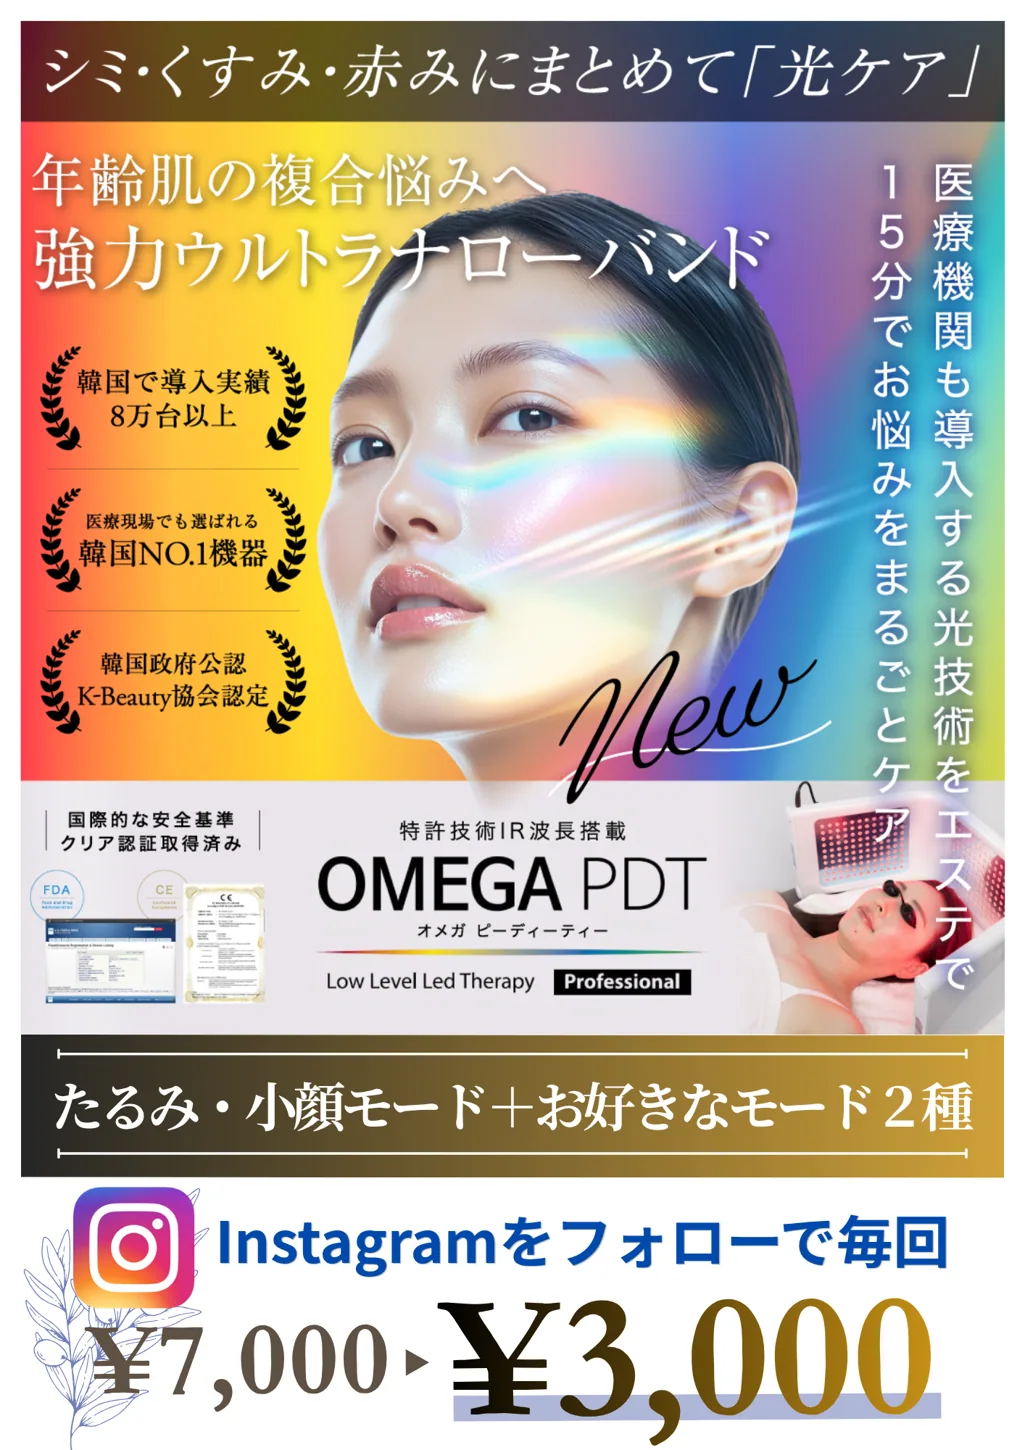 シミ・くすみ・赤みにまとめて「光ケア」
年齢肌の複合悩みへ
強力ウルトラナローバンド
医療機関も導入する光技術をエステで
15分でお悩みをまるごとケア
韓国で導入実績
8万台以上
医療現場でも選ばれる
韓国NO.1機器
韓国政府公認
K-Beauty協会認定
New
国際的な安全基準
クリア認証取得済み
FDA
CE
特許技術IR波長搭載
OMEGA PDT
オメガ ピーディーティー
Low Level Led Therapy Professional
たるみ・小顔モード＋お好きなモード２種
Instagramをフォローで毎回
¥7,000▶¥3,000